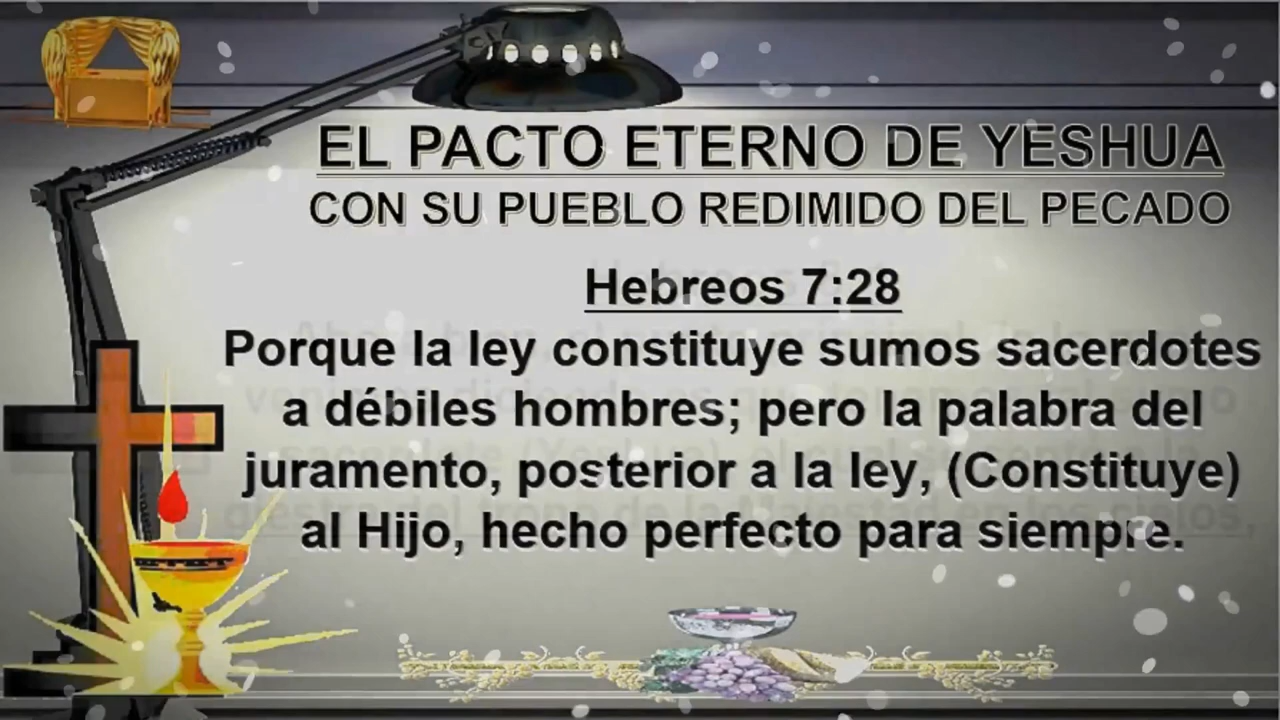 EL PACTO ETERNO DE YESHUA
CON SU PUEBLO REDIMIDO DEL PECADO
Hebreos 7:28
Porque la ley constituye sumos sacerdotes
a débiles hombres; pero la palabra del
juramento, posterior a la ley, (Constituye)
al Hijo, hecho perfecto para siempre.